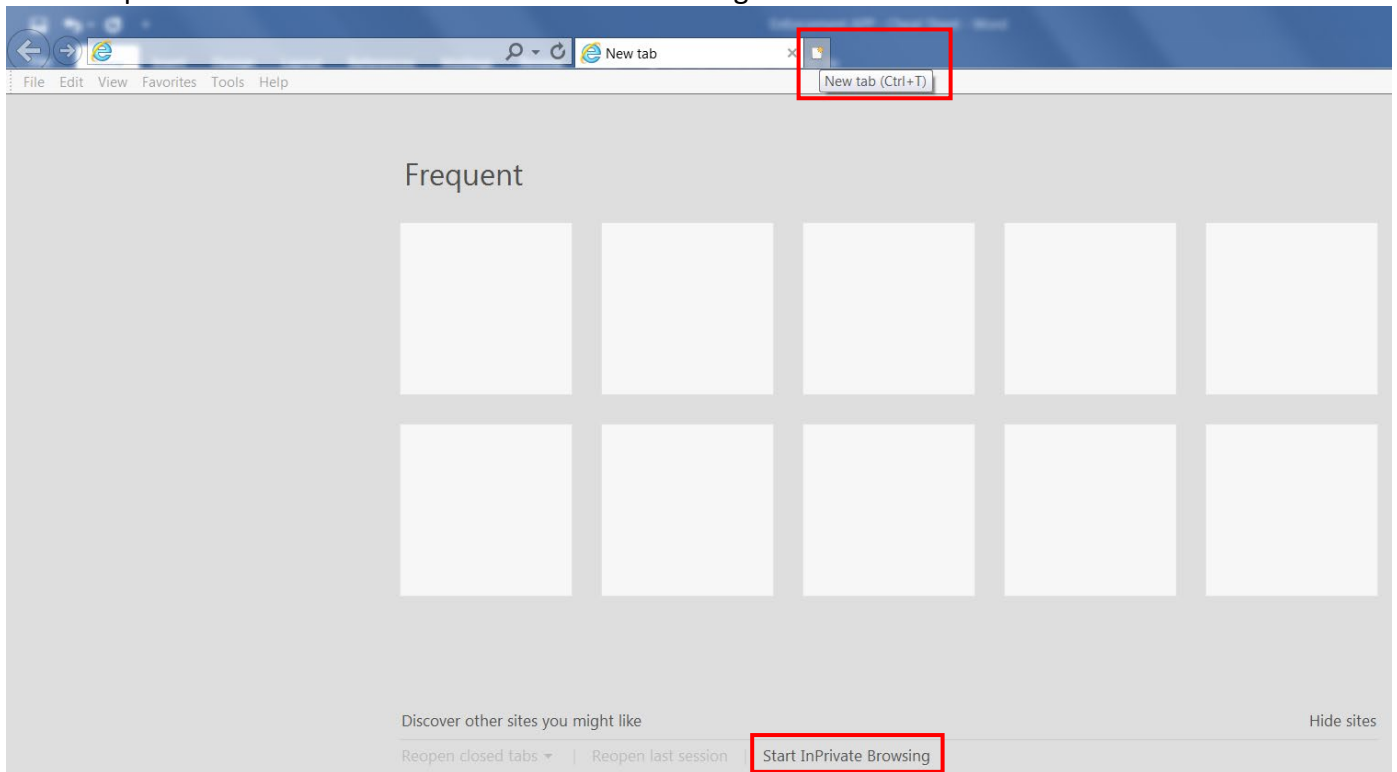 New tab
New tab (Ctrl+T)
File Edit View Favorites Tools Help
Frequent
Discover other sites you might like Hide sites
Reopen closed tabs | Reopen last session | Start InPrivate Browsing